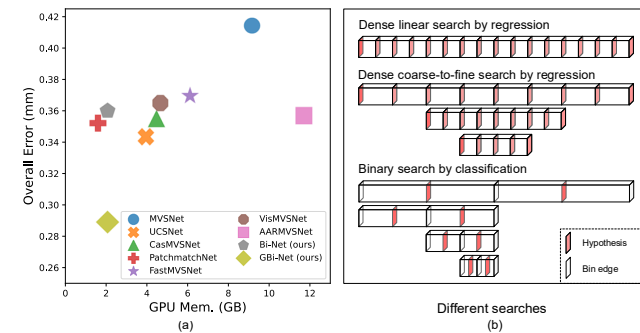 0,42
0.40
0.38
0.36
0.34
0.32
0.30
0.28
0.26
Overall Error (mm)
MVSNet
UCSNet
CasMVSNet
PatchmatchNet
FastMVSNet
VisMVSNet
AARMVSNet
Bi-Net (ours)
GBi-Net (ours)
0 2 4 6 8 10 12
GPU Mem. (GB)
(a)
Dense linear search by regression
Dense coarse-to-fine search by regression
Binary search by classification
Hypothesis
Bin edge
Different searches
(b)